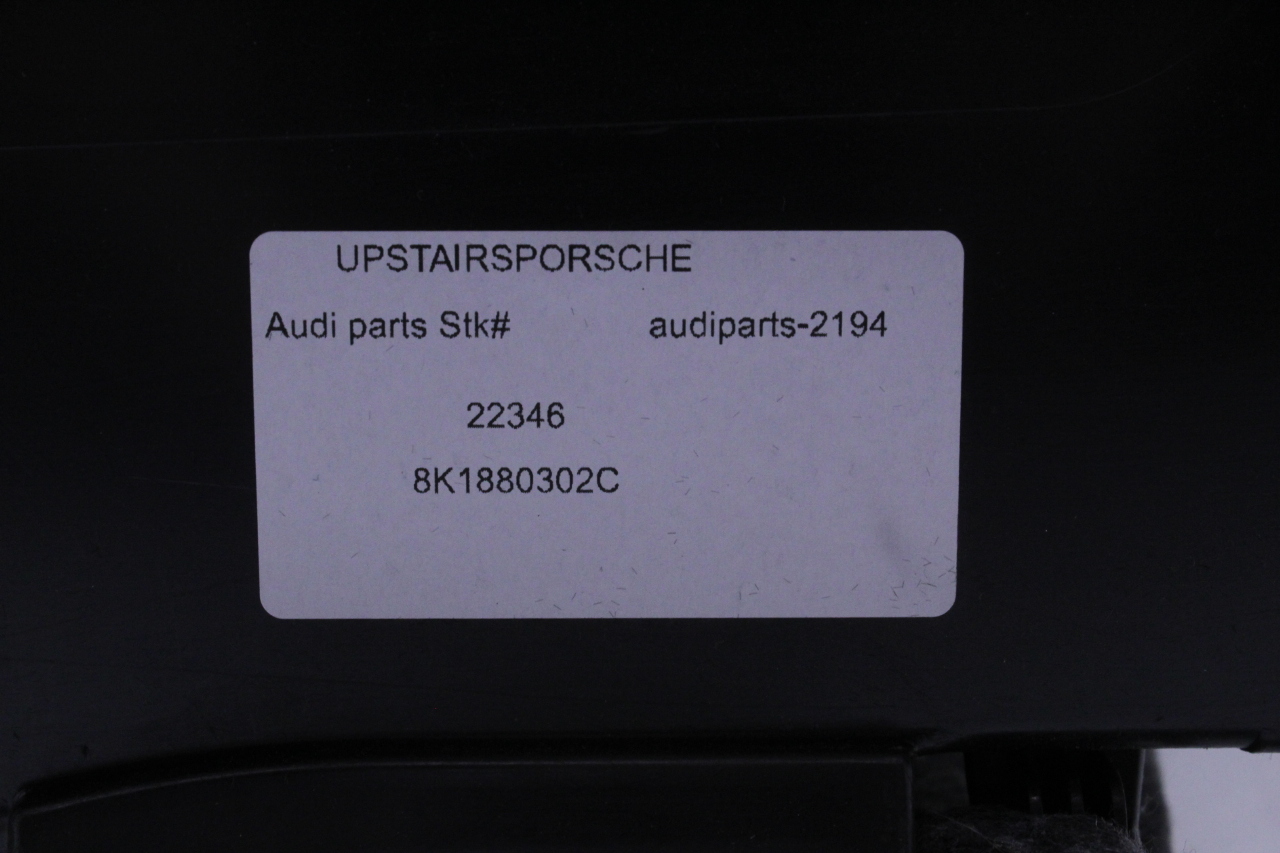 UPSTAIRSPORSCHE
Audi parts Stk# audiparts-2194
22346
8K1880302C